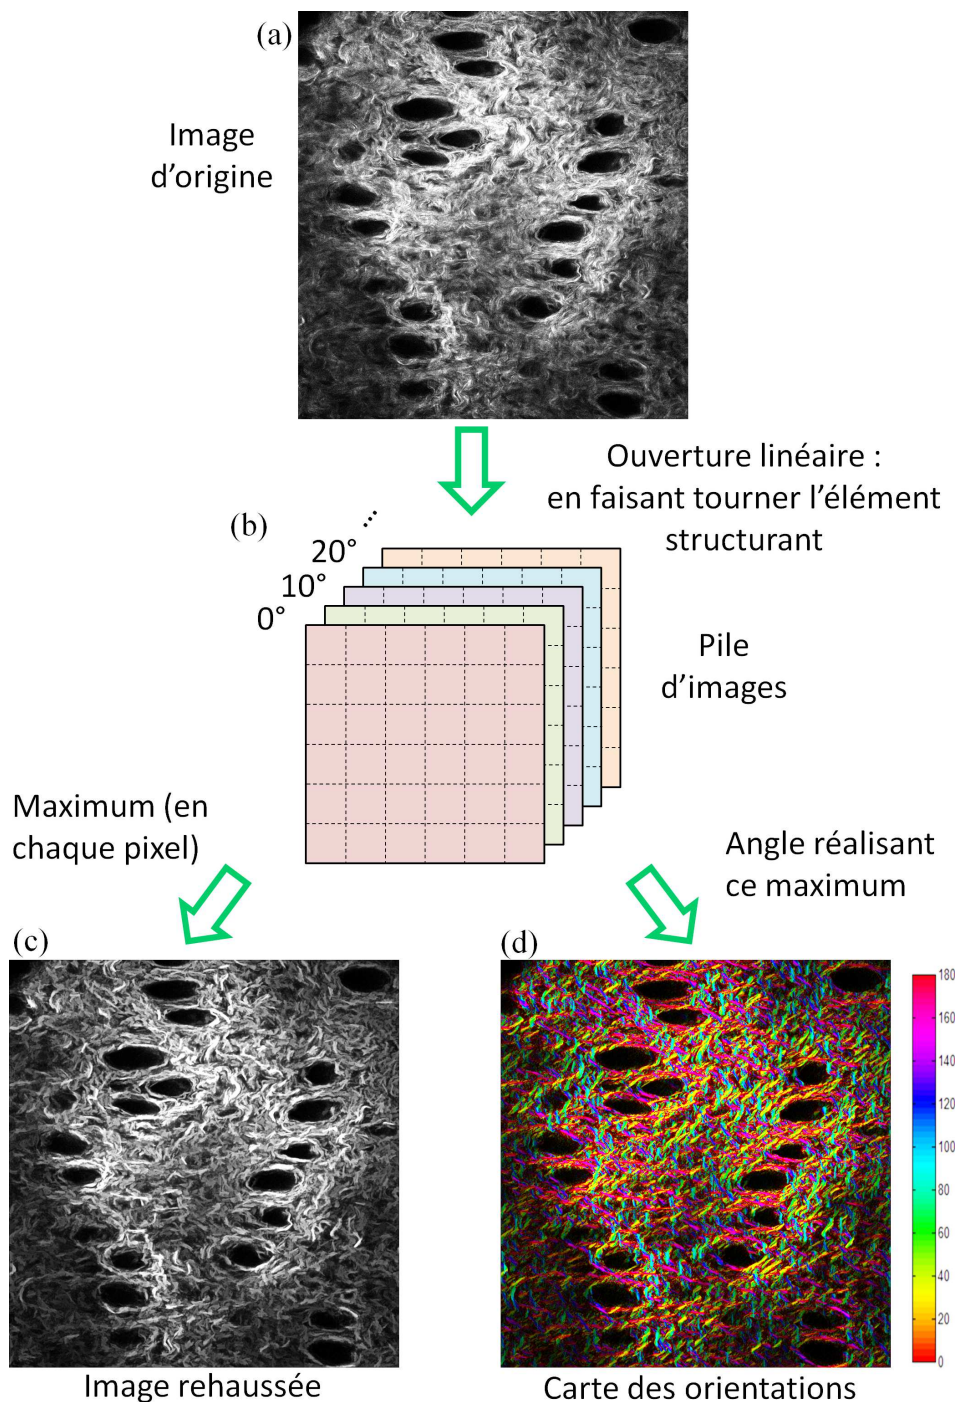 (a)
Image
d’origine
Ouverture linéaire :
en faisant tourner l’élément
structurant
(b)
...
20°
10°
0°
Pile
d’images
Maximum (en
chaque pixel)
Angle réalisant
ce maximum
(c)
(d)
180
160
140
120
100
80
60
40
20
0
Image rehaussée
Carte des orientations